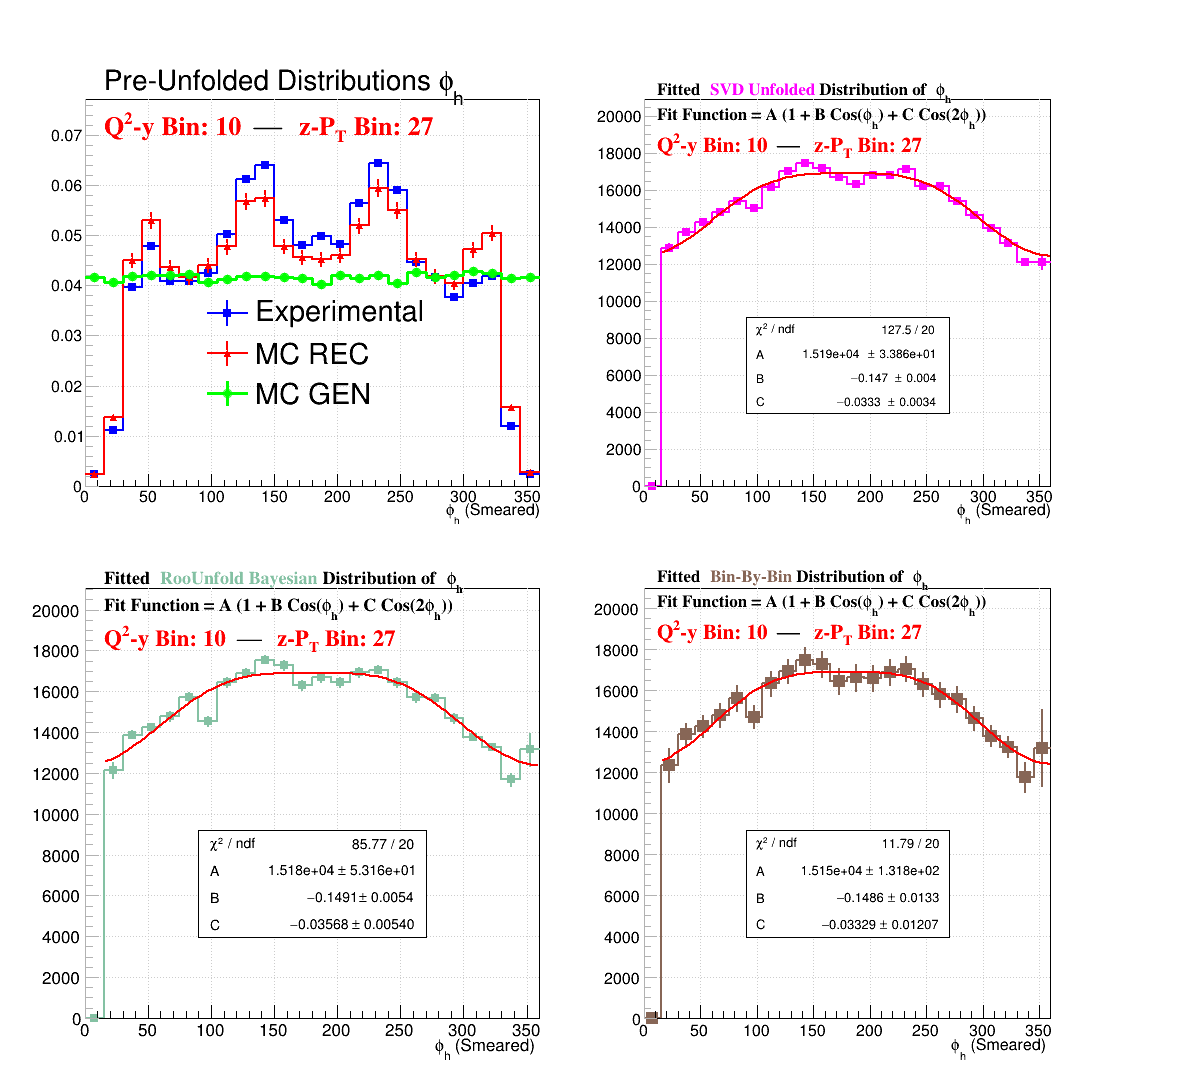 Pre-Unfolded Distributions ϕh
Q²-y Bin: 10 — z-PT Bin: 27
0.07
0.06
0.05
0.04
0.03
0.02
0.01
0
Experimental
MC REC
MC GEN
0 50 100 150 200 250 300 350
ϕh (Smeared)
Fitted SVD Unfolded Distribution of ϕh
Fit Function = A (1 + B Cos(ϕh) + C Cos(2ϕh))
Q²-y Bin: 10 — z-PT Bin: 27
20000
18000
16000
14000
12000
10000
8000
6000
4000
2000
0
χ² / ndf 127.5 / 20
A 1.519e+04 ± 3.386e+01
B −0.147 ± 0.004
C −0.0333 ± 0.0034
0 50 100 150 200 250 300 350
ϕh (Smeared)
Fitted RooUnfold Bayesian Distribution of ϕh
Fit Function = A (1 + B Cos(ϕh) + C Cos(2ϕh))
Q²-y Bin: 10 — z-PT Bin: 27
20000
18000
16000
14000
12000
10000
8000
6000
4000
2000
0
χ² / ndf 85.77 / 20
A 1.518e+04 ± 5.316e+01
B −0.1491 ± 0.0054
C −0.03568 ± 0.00540
0 50 100 150 200 250 300 350
ϕh (Smeared)
Fitted Bin-By-Bin Distribution of ϕh
Fit Function = A (1 + B Cos(ϕh) + C Cos(2ϕh))
Q²-y Bin: 10 — z-PT Bin: 27
20000
18000
16000
14000
12000
10000
8000
6000
4000
2000
0
χ² / ndf 11.79 / 20
A 1.515e+04 ± 1.318e+02
B −0.1486 ± 0.0133
C −0.03329 ± 0.01207
0 50 100 150 200 250 300 350
ϕh (Smeared)